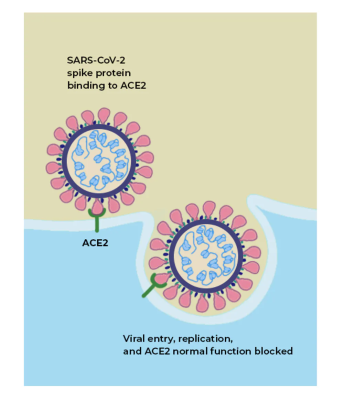 SARS-CoV-2
spike protein
binding to ACE2
ACE2
Viral entry, replication,
and ACE2 normal function blocked